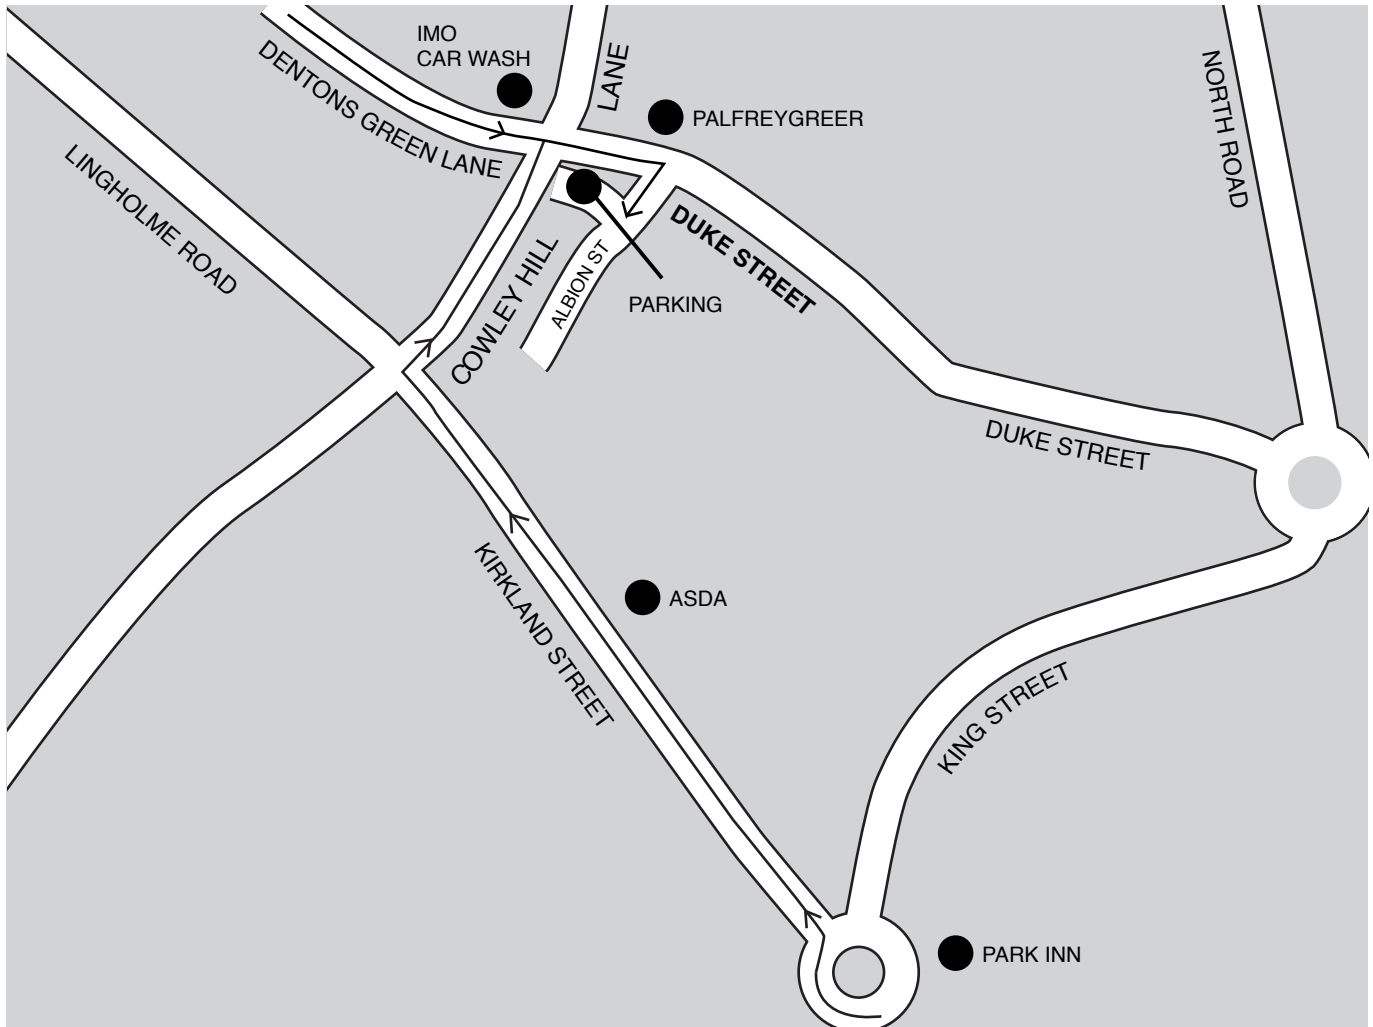 IMO
CAR WASH
LANE
NORTH ROAD
DENTONS GREEN LANE
PALFREYGREER
LINGHOLME ROAD
DUKE STREET
COWLEY HILL
ALBION ST
PARKING
DUKE STREET
KIRKLAND STREET
ASDA
KING STREET
PARK INN